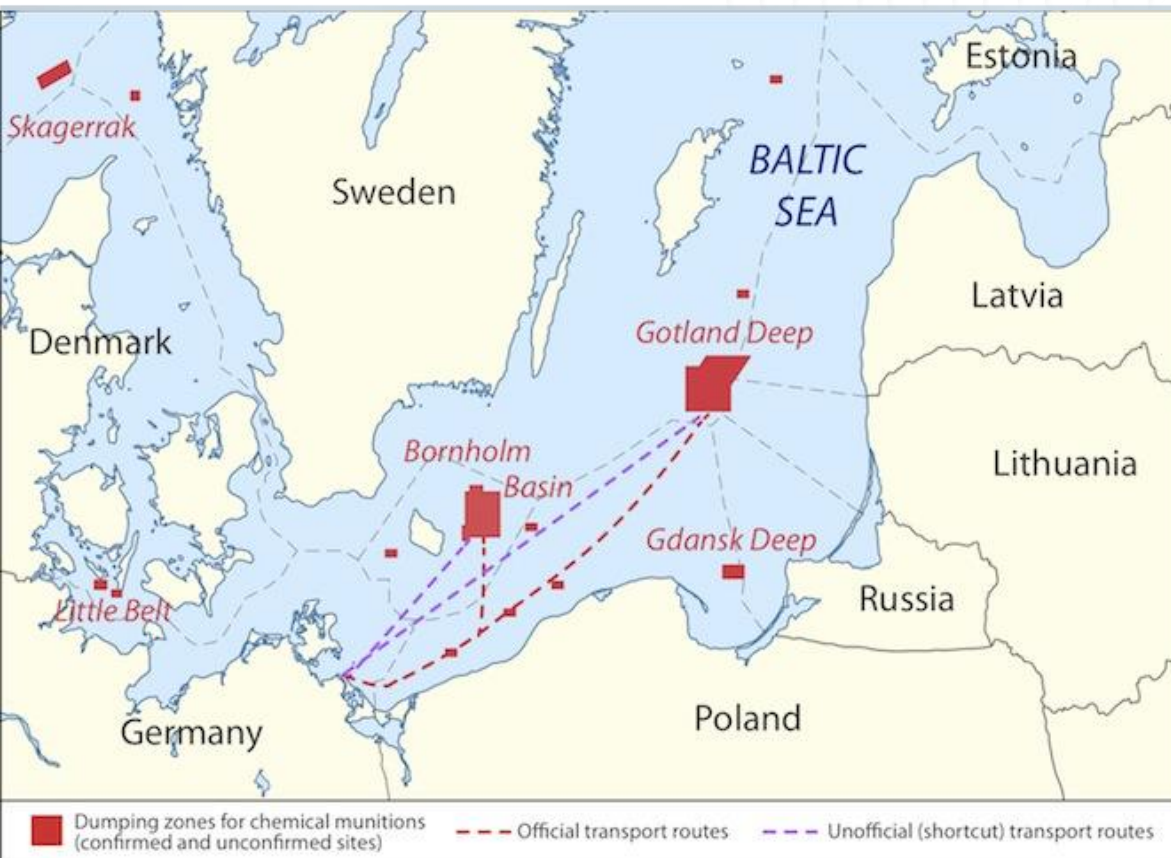 Estonia
Skagerrak
BALTIC
SEA
Sweden
Latvia
Gotland Deep
Denmark
Bornholm
Basin
Lithuania
Gdansk Deep
Little Belt
Russia
Germany
Poland
Dumping zones for chemical munitions
(confirmed and unconfirmed sites)
Official transport routes
Unofficial (shortcut) transport routes